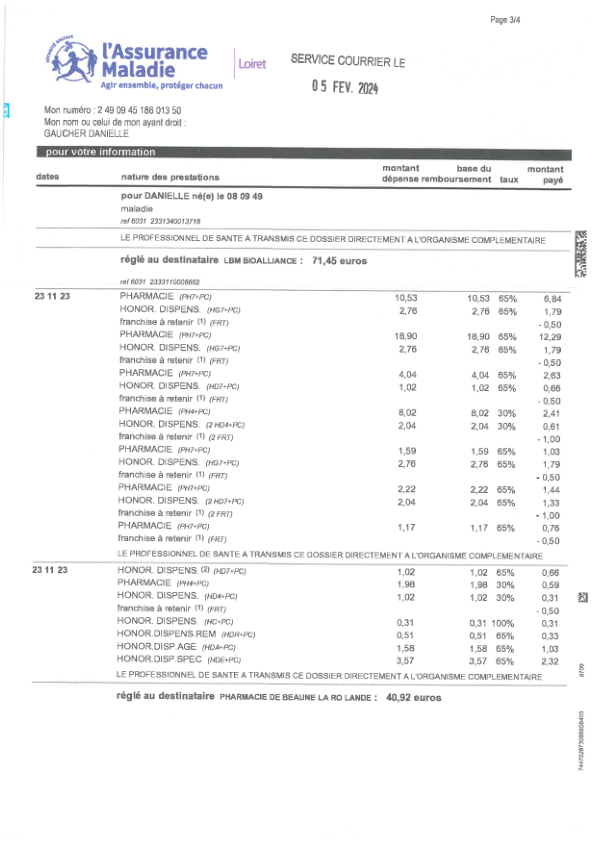 Page 3/4
SÉCURITÉ SOCIALE
l'Assurance
Maladie
Agir ensemble, protéger chacun
Loiret
SERVICE COURRIER LE
05 FEV. 2024
Mon numéro : 2 49 09 45 186 013 50
Mon nom ou celui de mon ayant droit :
GAUCHER DANIELLE
pour votre information
dates nature des prestations montant dépense base du remboursement taux montant payé
pour DANIELLE né(e) le 08 09 49
maladie
ref 6031 2331340013718
LE PROFESSIONNEL DE SANTE A TRANSMIS CE DOSSIER DIRECTEMENT A L'ORGANISME COMPLEMENTAIRE
réglé au destinataire LBM BIOALLIANCE : 71,45 euros
ref 6031 2333110006662
23 11 23 PHARMACIE (PH7+PC) 10,53 10,53 65% 6,84
HONOR. DISPENS. (HG7+PC) 2,76 2,76 65% 1,79
franchise à retenir (1) (FRT) - 0,50
PHARMACIE (PH7+PC) 18,90 18,90 65% 12,29
HONOR. DISPENS. (HG7+PC) 2,76 2,76 65% 1,79
franchise à retenir (1) (FRT) - 0,50
PHARMACIE (PH7+PC) 4,04 4,04 65% 2,63
HONOR. DISPENS. (HD7+PC) 1,02 1,02 65% 0,66
franchise à retenir (1) (FRT) - 0,50
PHARMACIE (PH4+PC) 8,02 8,02 30% 2,41
HONOR. DISPENS. (2 HD4+PC) 2,04 2,04 30% 0,61
franchise à retenir (1) (2 FRT) - 1,00
PHARMACIE (PH7+PC) 1,59 1,59 65% 1,03
HONOR. DISPENS. (HG7+PC) 2,76 2,76 65% 1,79
franchise à retenir (1) (FRT) - 0,50
PHARMACIE (PH7+PC) 2,22 2,22 65% 1,44
HONOR. DISPENS. (2 HD7+PC) 2,04 2,04 65% 1,33
franchise à retenir (1) (2 FRT) - 1,00
PHARMACIE (PH7+PC) 1,17 1,17 65% 0,76
franchise à retenir (1) (FRT) - 0,50
LE PROFESSIONNEL DE SANTE A TRANSMIS CE DOSSIER DIRECTEMENT A L'ORGANISME COMPLEMENTAIRE
23 11 23 HONOR. DISPENS. (2) (HD7+PC) 1,02 1,02 65% 0,66
PHARMACIE (PH4+PC) 1,98 1,98 30% 0,59
HONOR. DISPENS. (HD4+PC) 1,02 1,02 30% 0,31
franchise à retenir (1) (FRT) - 0,50
HONOR. DISPENS. (HC+PC) 0,31 0,31 100% 0,31
HONOR.DISPENS.REM (HDR+PC) 0,51 0,51 65% 0,33
HONOR.DISP.AGE (HDA+PC) 1,58 1,58 65% 1,03
HONOR.DISP.SPEC (HDE+PC) 3,57 3,57 65% 2,32
LE PROFESSIONNEL DE SANTE A TRANSMIS CE DOSSIER DIRECTEMENT A L'ORGANISME COMPLEMENTAIRE
réglé au destinataire PHARMACIE DE BEAUNE LA ROLANDE : 40,92 euros